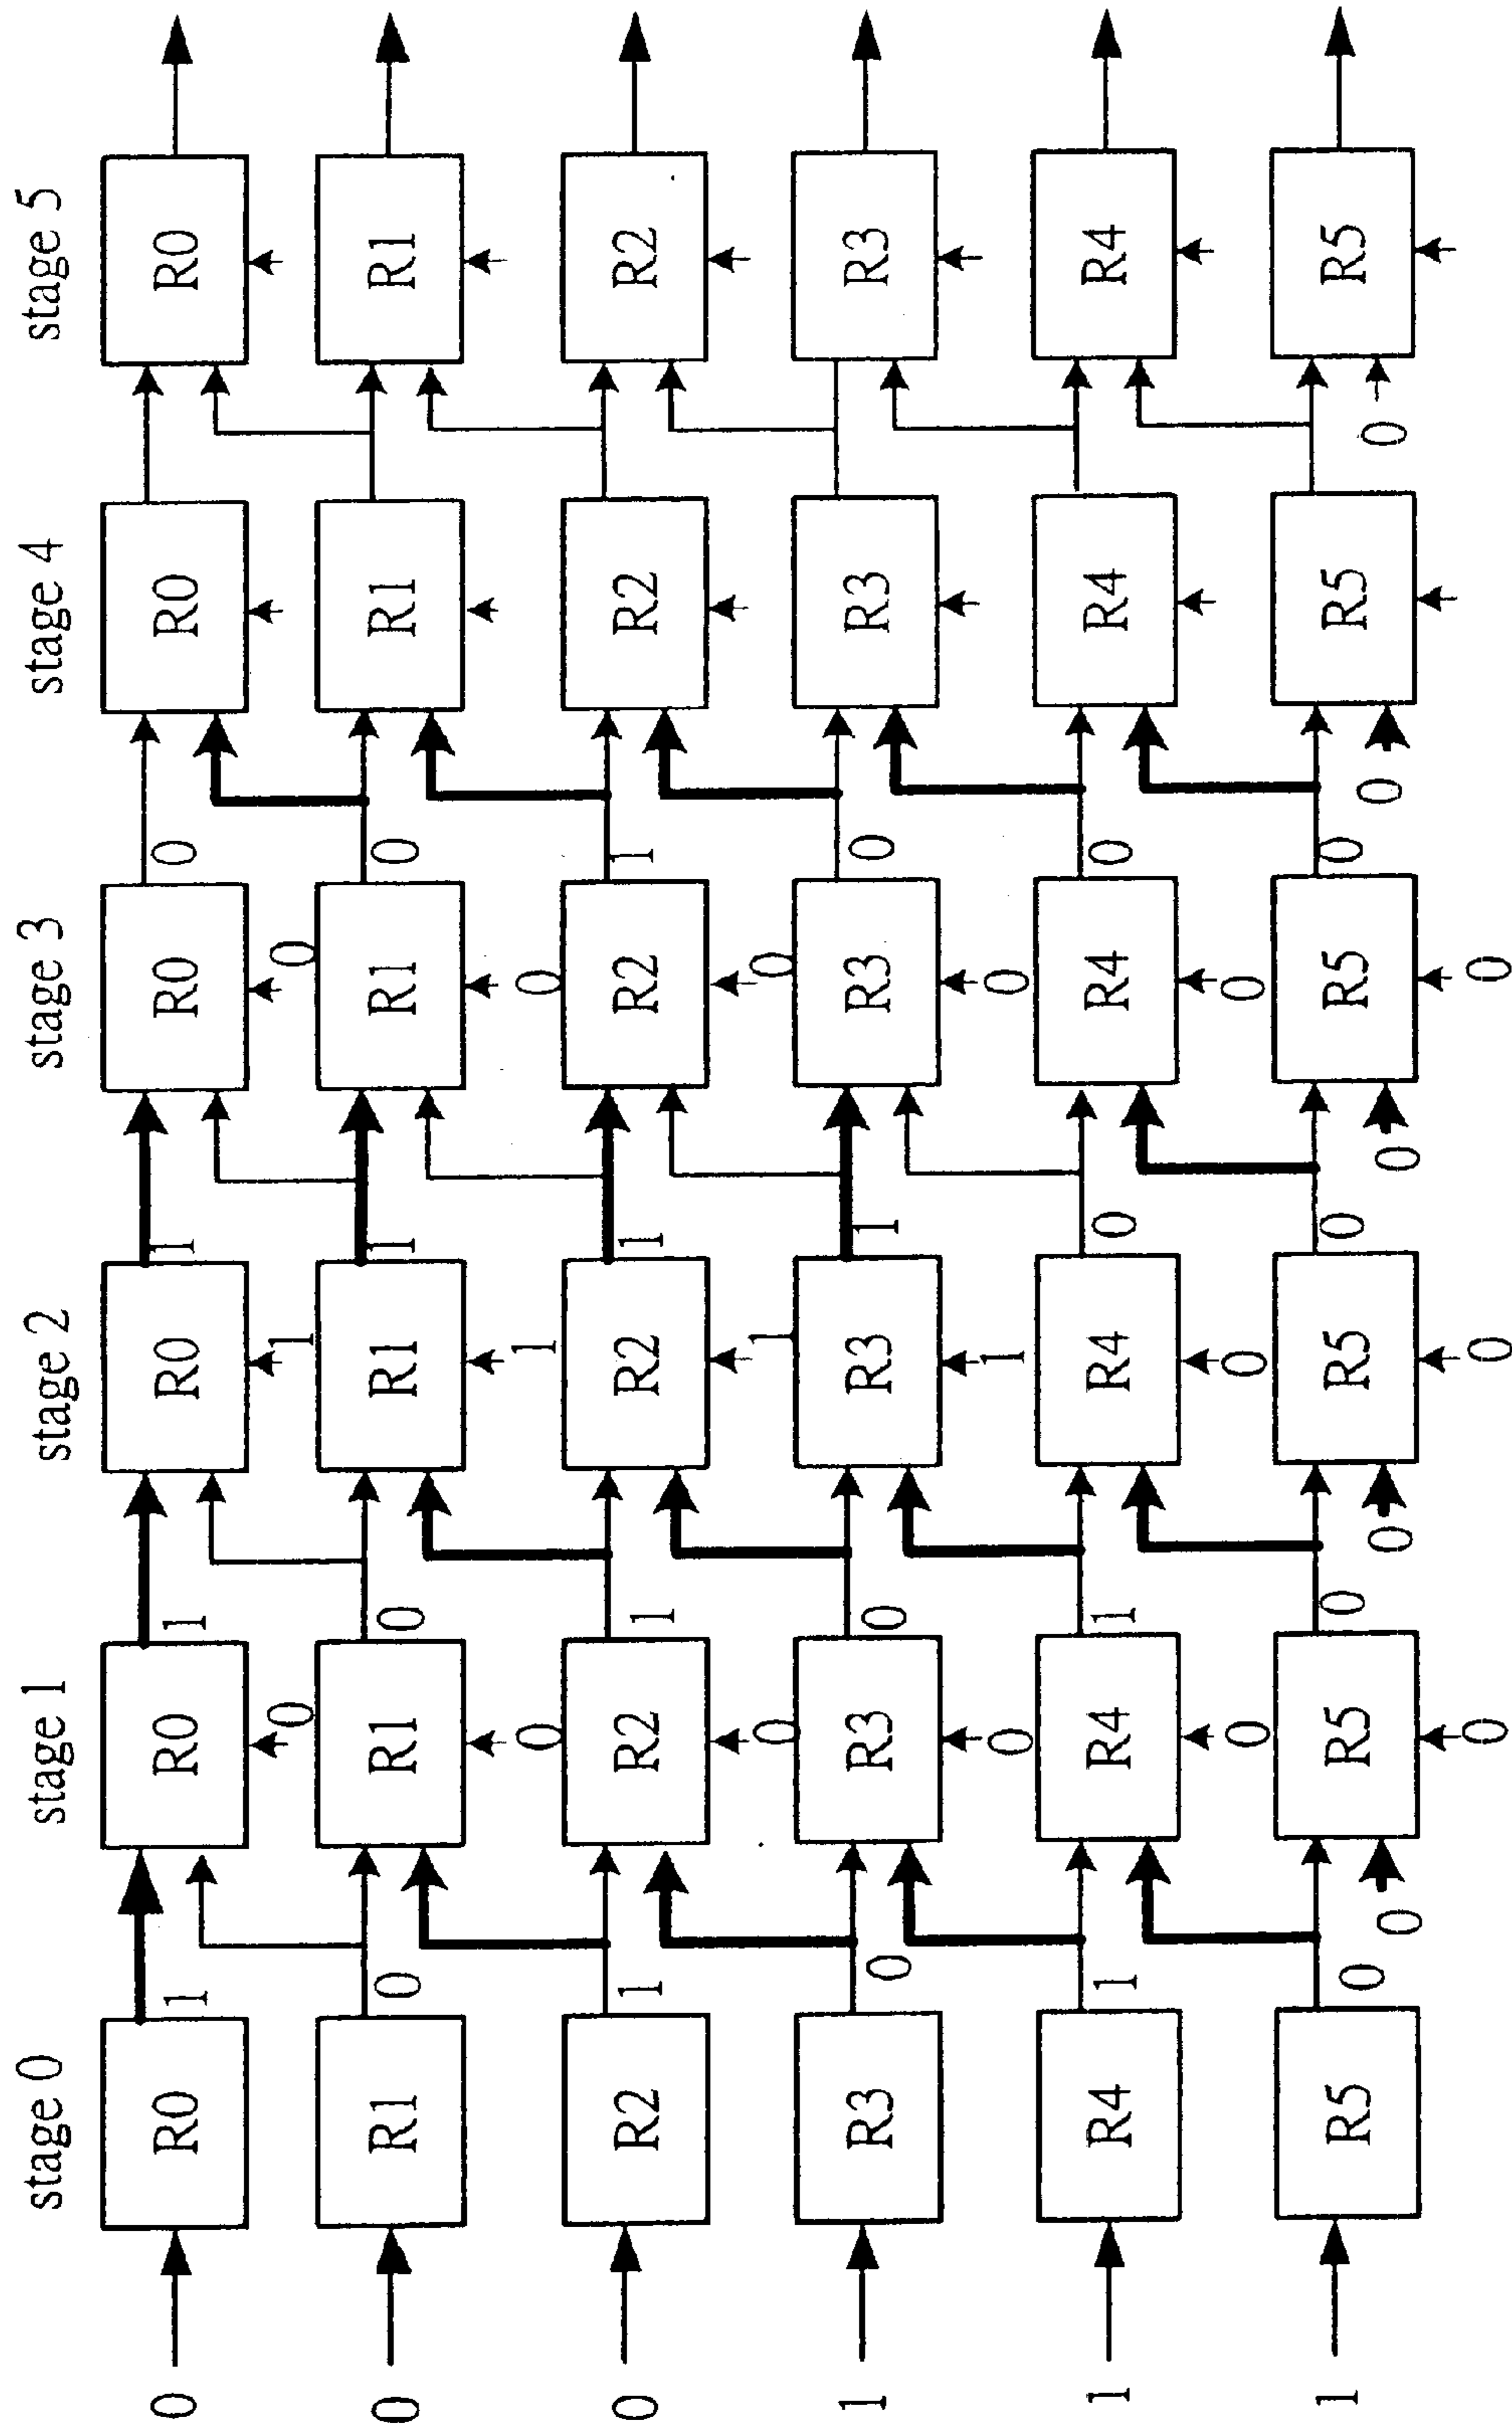 stage 0 stage 1 stage 2 stage 3 stage 4 stage 5
0 R0 1 R0 1 R0 1 R0 0 R0 R0
0 1 0
0 R1 0 R1 0 R1 1 R1 0 R1 R1
0 1 0
0 R2 1 R2 1 R2 1 R2 1 R2 R2
0 1 0
1 R3 0 R3 0 R3 1 R3 0 R3 R3
0 1 0
1 R4 1 R4 1 R4 0 R4 0 R4 R4
0 0 0
1 R5 0 R5 0 R5 0 R5 0 R5 R5
0 0 0 0 0
0 0 0